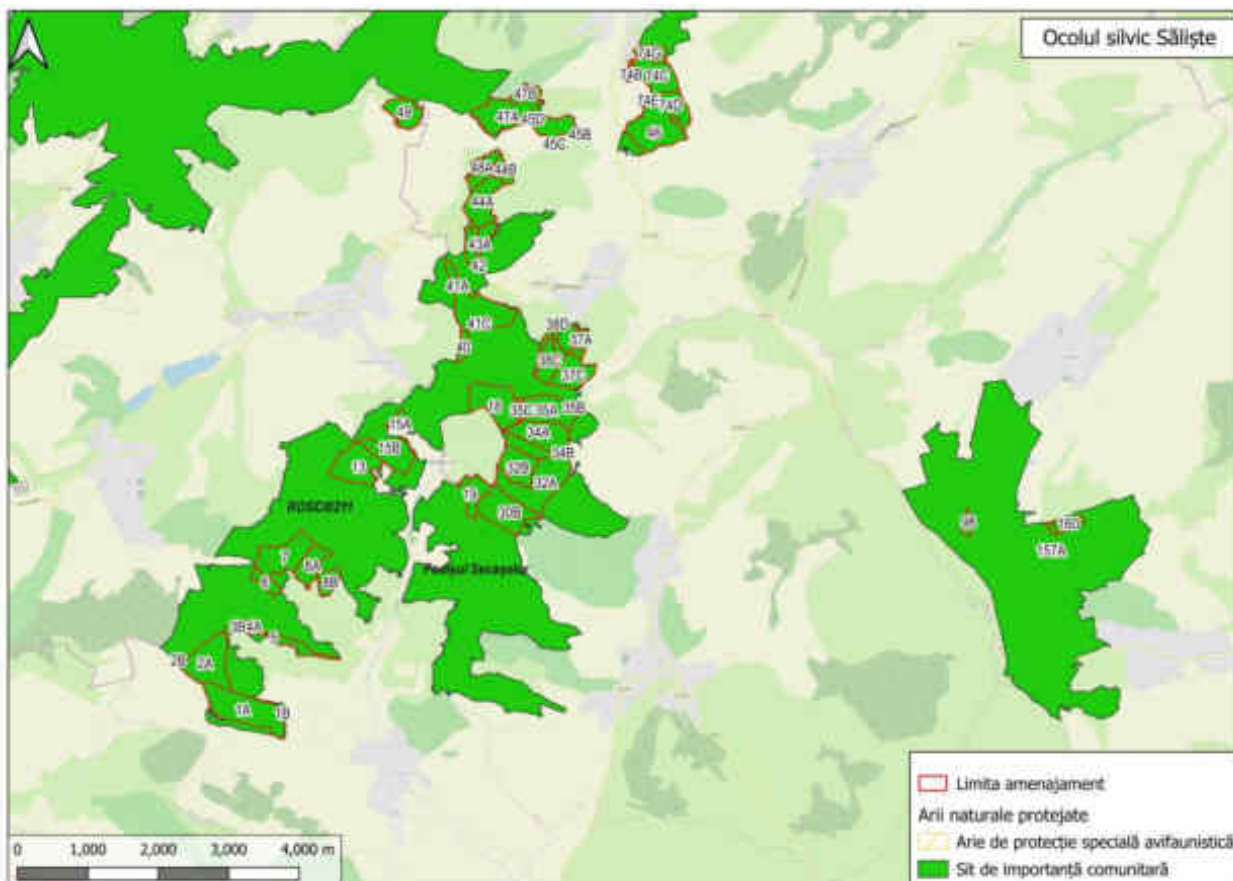 Ocolul silvic Săliște
74G
74B
74C
74E
74D
46
49
47B
47A
45D
45B
45C
44B
44A
43A
42
41A
41C
40
38D
37A
38C
37C
18
35C
35A
35B
34A
34B
32B
32A
15A
15B
13
19
30B
ROSCI0211
Podișul Secașelor
7
6
8A
8B
3B4A
2B
2A
1A
1B
157A
Limita amenajament
Arii naturale protejate
Arie de protecție specială avifaunistică
Sit de importanță comunitară
0 1,000 2,000 3,000 4,000 m